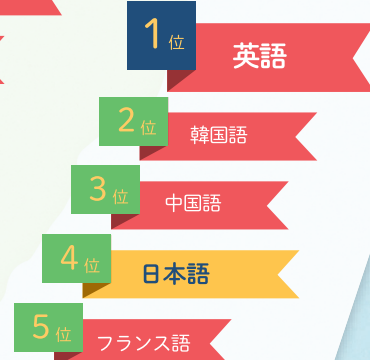 1位 英語
2位 韓国語
3位 中国語
4位 日本語
5位 フランス語